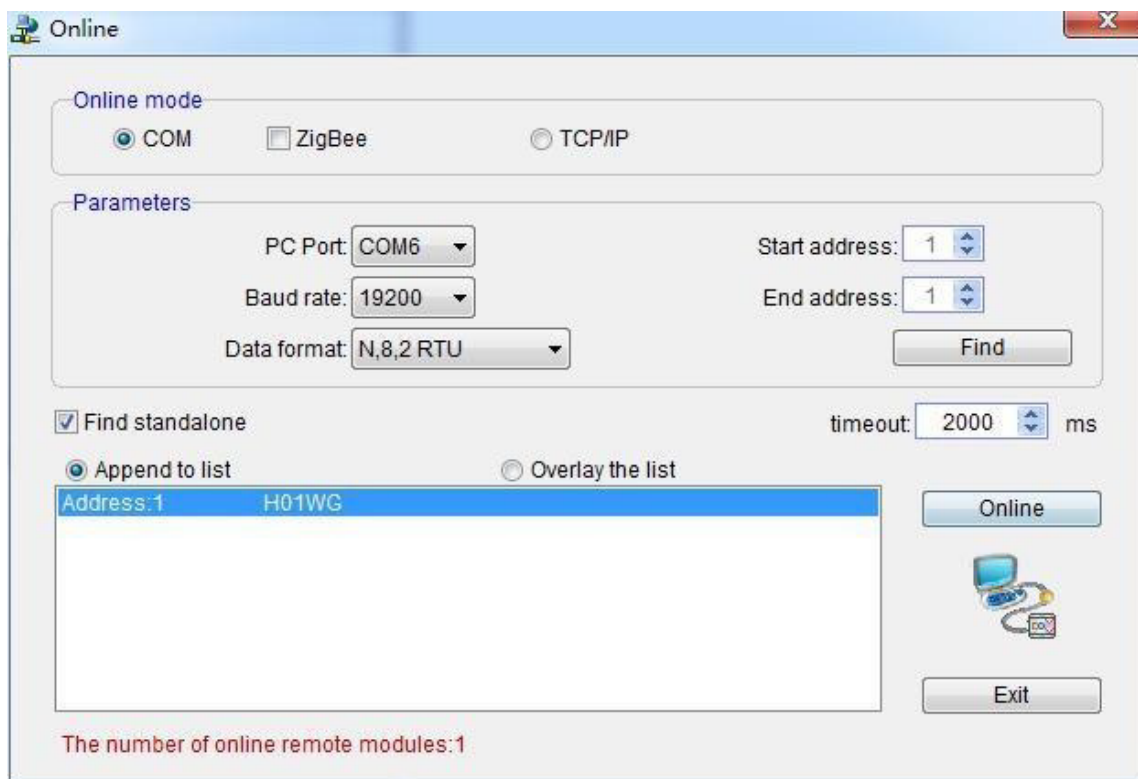 Online
Online mode
COM ZigBee TCP/IP
Parameters
PC Port: COM6 Start address: 1
Baud rate: 19200 End address: 1
Data format: N,8,2 RTU Find
Find standalone timeout: 2000 ms
Append to list Overlay the list
Address:1 H01WG
Online
Exit
The number of online remote modules:1